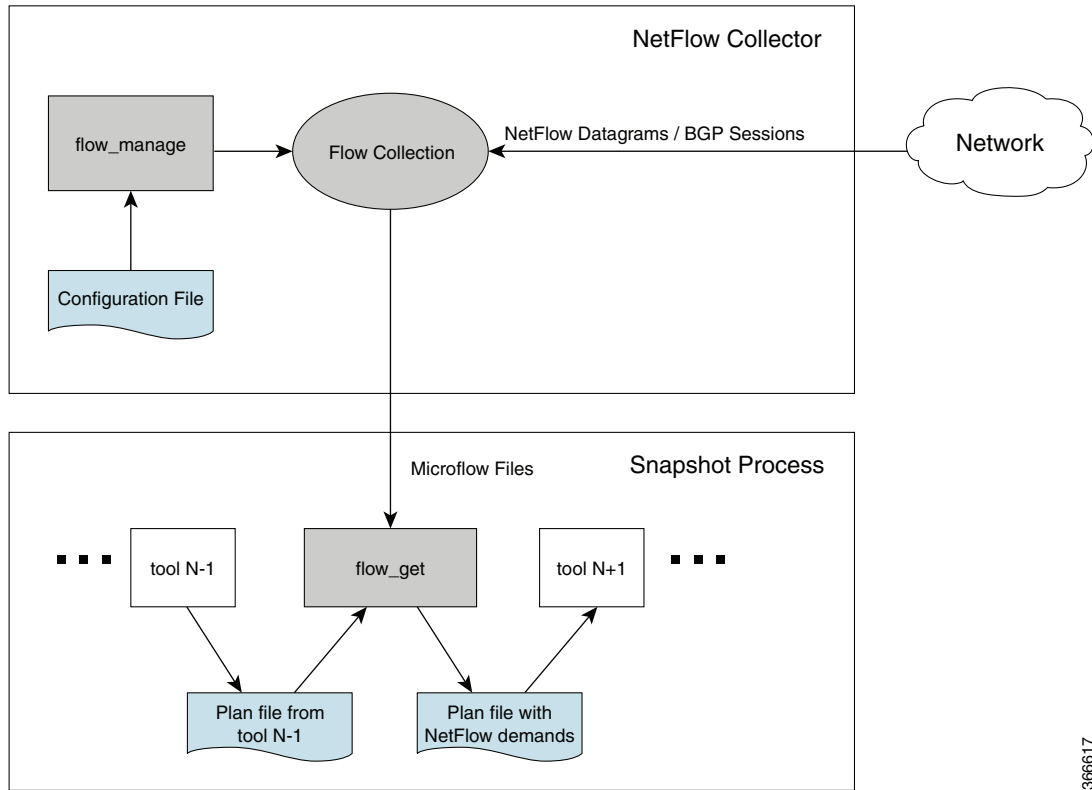 NetFlow Collector
flow_manage
Flow Collection
NetFlow Datagrams / BGP Sessions
Network
Configuration File
Snapshot Process
Microflow Files
tool N-1
flow_get
tool N+1
Plan file from
tool N-1
Plan file with
NetFlow demands
366617